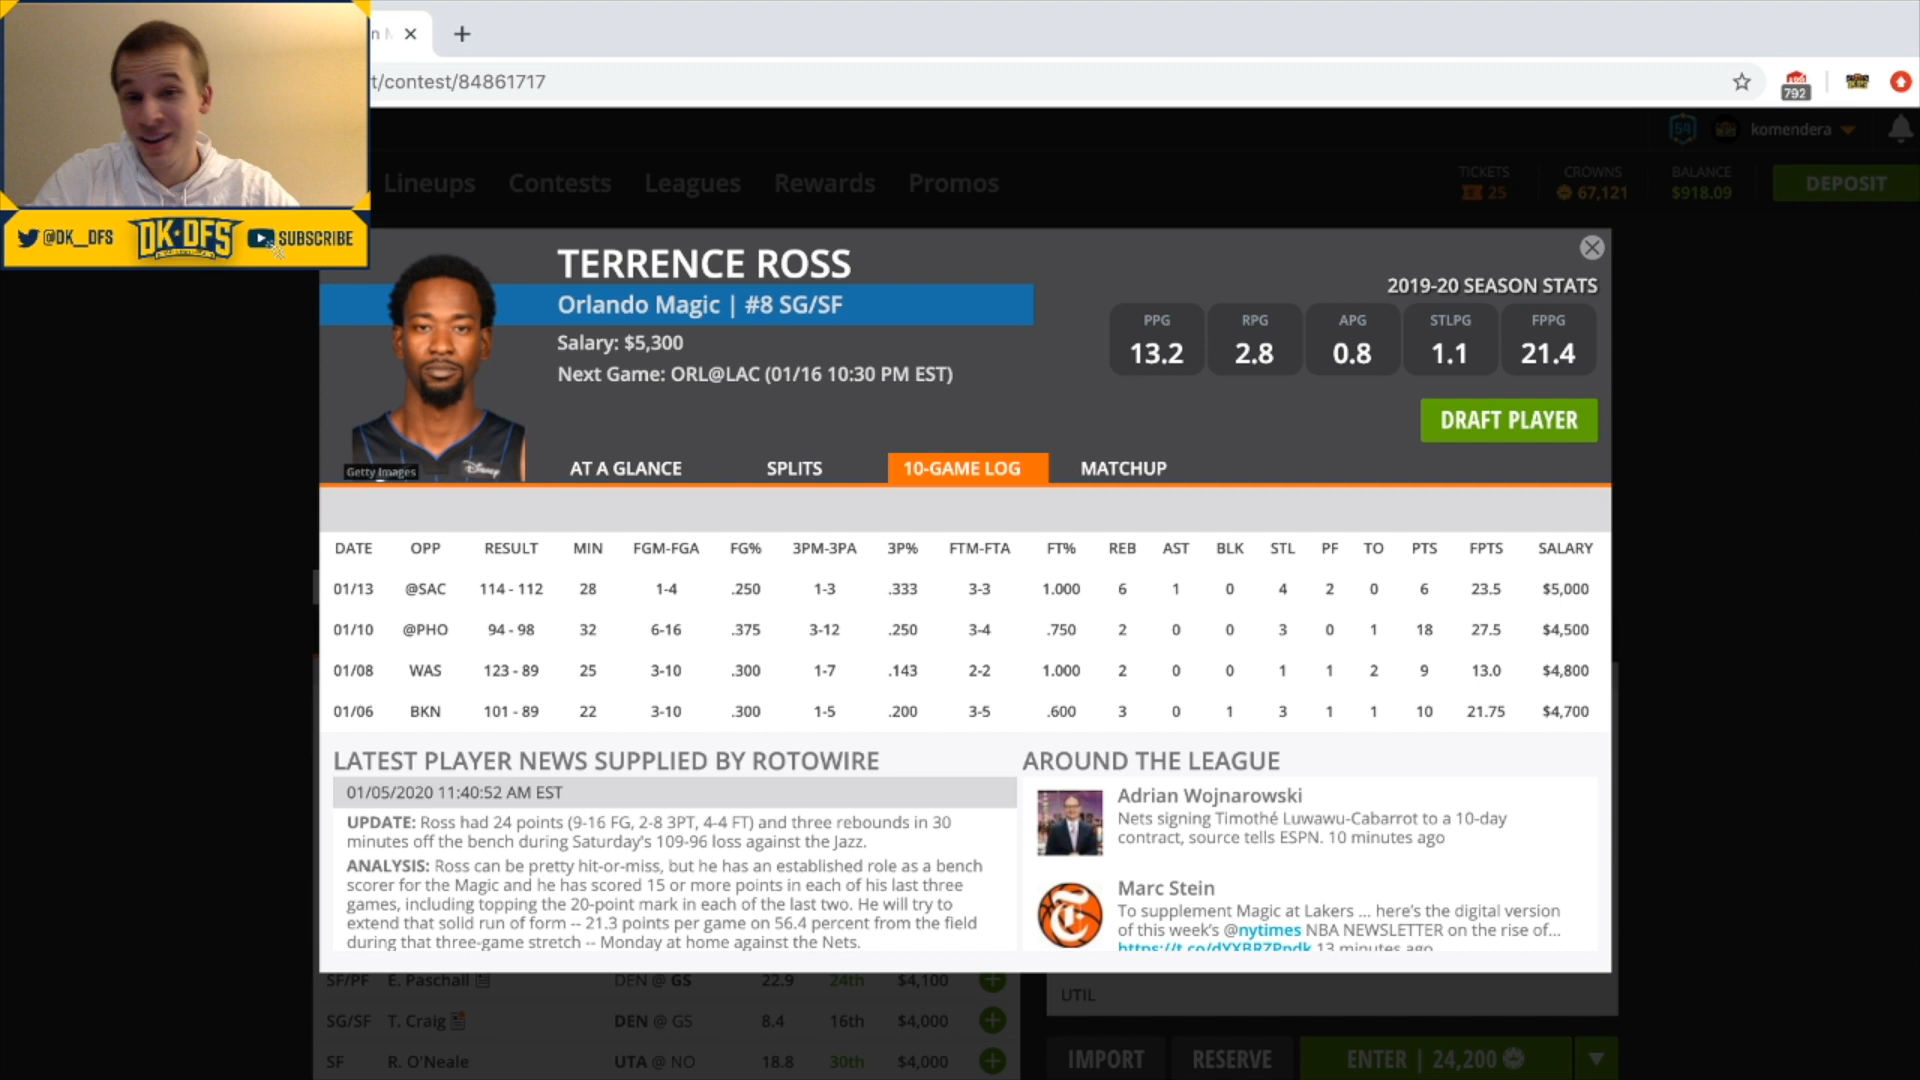 t/contest/84861717
792
54
komendera
Lineups
Contests
Leagues
Rewards
Promos
TICKETS
25
CROWNS
67,121
BALANCE
$918.09
DEPOSIT
@DK__DFS
DK★DFS
SUBSCRIBE
TERRENCE ROSS
Orlando Magic | #8 SG/SF
Salary: $5,300
Next Game: ORL@LAC (01/16 10:30 PM EST)
2019-20 SEASON STATS
PPG RPG APG STLPG FPPG
13.2 2.8 0.8 1.1 21.4
DRAFT PLAYER
Disney
Getty Images
AT A GLANCE SPLITS 10-GAME LOG MATCHUP
DATE OPP RESULT MIN FGM-FGA FG% 3PM-3PA 3P% FTM-FTA FT% REB AST BLK STL PF TO PTS FPTS SALARY
01/13 @SAC 114 - 112 28 1-4 .250 1-3 .333 3-3 1.000 6 1 0 4 2 0 6 23.5 $5,000
01/10 @PHO 94 - 98 32 6-16 .375 3-12 .250 3-4 .750 2 0 0 3 0 1 18 27.5 $4,500
01/08 WAS 123 - 89 25 3-10 .300 1-7 .143 2-2 1.000 2 0 0 1 1 2 9 13.0 $4,800
01/06 BKN 101 - 89 22 3-10 .300 1-5 .200 3-5 .600 3 0 1 3 1 1 10 21.75 $4,700
LATEST PLAYER NEWS SUPPLIED BY ROTOWIRE
01/05/2020 11:40:52 AM EST
UPDATE: Ross had 24 points (9-16 FG, 2-8 3PT, 4-4 FT) and three rebounds in 30
minutes off the bench during Saturday's 109-96 loss against the Jazz.
ANALYSIS: Ross can be pretty hit-or-miss, but he has an established role as a bench
scorer for the Magic and he has scored 15 or more points in each of his last three
games, including topping the 20-point mark in each of the last two. He will try to
extend that solid run of form -- 21.3 points per game on 56.4 percent from the field
during that three-game stretch -- Monday at home against the Nets.
AROUND THE LEAGUE
Adrian Wojnarowski
Nets signing Timothé Luwawu-Cabarrot to a 10-day
contract, source tells ESPN. 10 minutes ago
Marc Stein
To supplement Magic at Lakers ... here's the digital version
of this week's @nytimes NBA NEWSLETTER on the rise of...
https://t.co/dYXBRZPndk 13 minutes ago
SF/PF E. Paschall DEN @ GS 22.9 24th $4,100
SG/SF T. Craig DEN @ GS 8.4 16th $4,000
SF R. O'Neale UTA @ NO 18.8 30th $4,000
UTIL
IMPORT RESERVE ENTER | 24,200